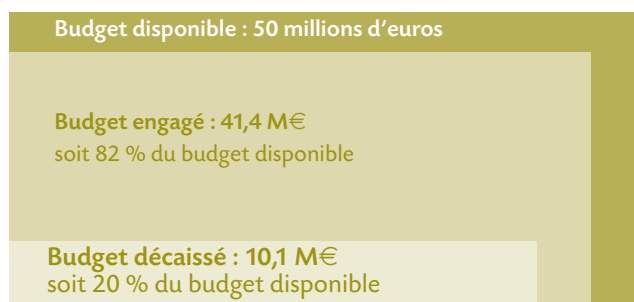 Budget disponible : 50 millions d’euros
Budget engagé : 41,4 M€
soit 82 % du budget disponible
Budget décaissé : 10,1 M€
soit 20 % du budget disponible